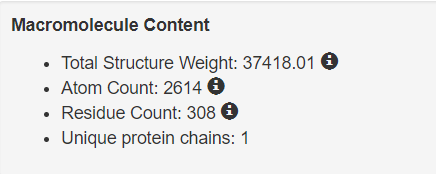 Macromolecule Content
• Total Structure Weight: 37418.01
• Atom Count: 2614
• Residue Count: 308
• Unique protein chains: 1